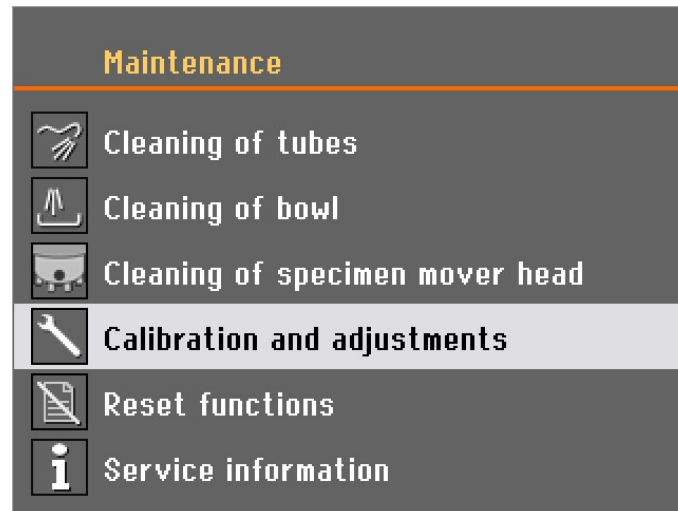 Maintenance
Cleaning of tubes
Cleaning of bowl
Cleaning of specimen mover head
Calibration and adjustments
Reset functions
Service information